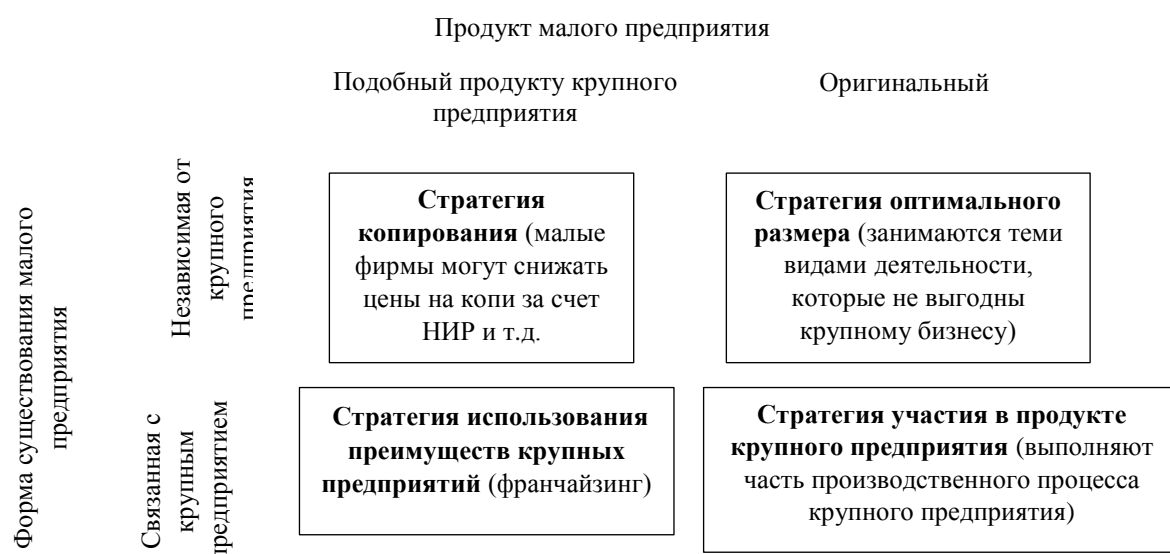 Продукт малого предприятия
Подобный продукту крупного
предприятия
Оригинальный
Форма существования малого
предприятия
Независимая от
крупного
предприятия
Стратегия
копирования (малые
фирмы могут снижать
цены на копи за счет
НИР и т.д.
Стратегия оптимального
размера (занимаются теми
видами деятельности,
которые не выгодны
крупному бизнесу)
Связанная с
крупным
предприятием
Стратегия использования
преимуществ крупных
предприятий (франчайзинг)
Стратегия участия в продукте
крупного предприятия (выполняют
часть производственного процесса
крупного предприятия)